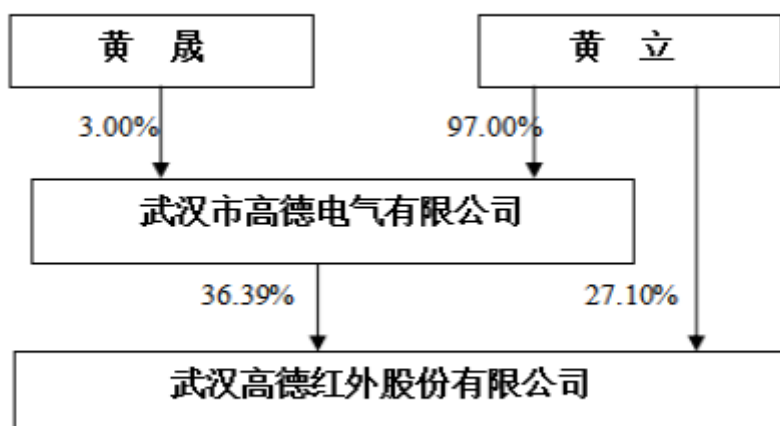 黄 晟
黄 立
3.00%
97.00%
武汉市高德电气有限公司
36.39%
27.10%
武汉高德红外股份有限公司